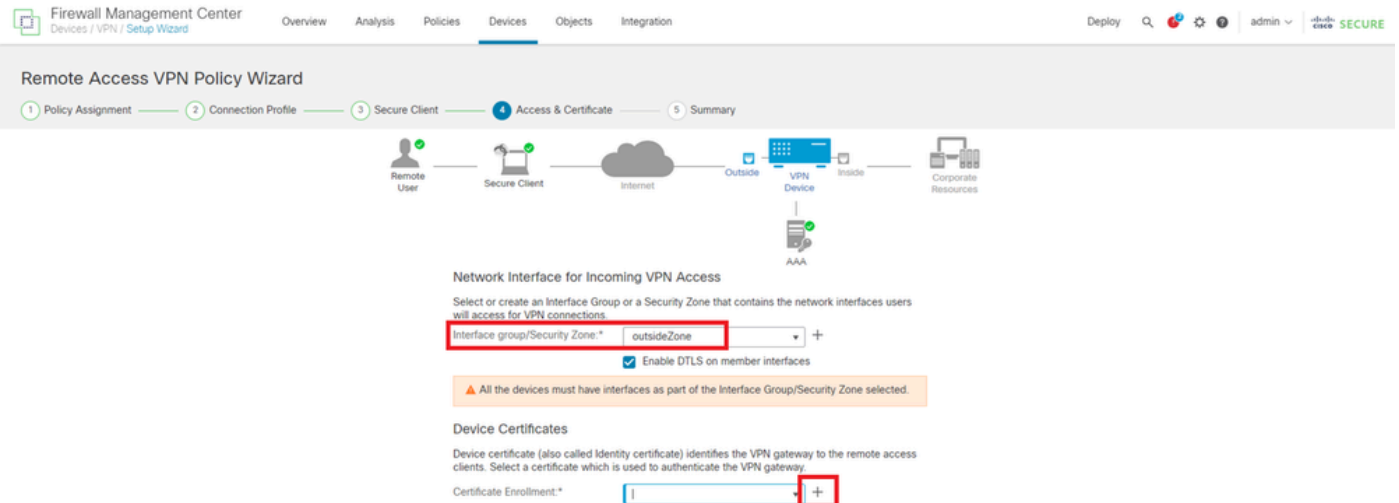 Firewall Management Center
Devices / VPN / Setup Wizard
Overview Analysis Policies Devices Objects Integration
Deploy admin cisco SECURE
Remote Access VPN Policy Wizard
1 Policy Assignment 2 Connection Profile 3 Secure Client 4 Access & Certificate 5 Summary
Remote User
Secure Client
Internet
Outside
VPN Device
Inside
Corporate Resources
AAA
Network Interface for Incoming VPN Access
Select or create an Interface Group or a Security Zone that contains the network interfaces users
will access for VPN connections.
Interface group/Security Zone:* outsideZone
Enable DTLS on member interfaces
All the devices must have interfaces as part of the Interface Group/Security Zone selected.
Device Certificates
Device certificate (also called Identity certificate) identifies the VPN gateway to the remote access
clients. Select a certificate which is used to authenticate the VPN gateway.
Certificate Enrollment:*